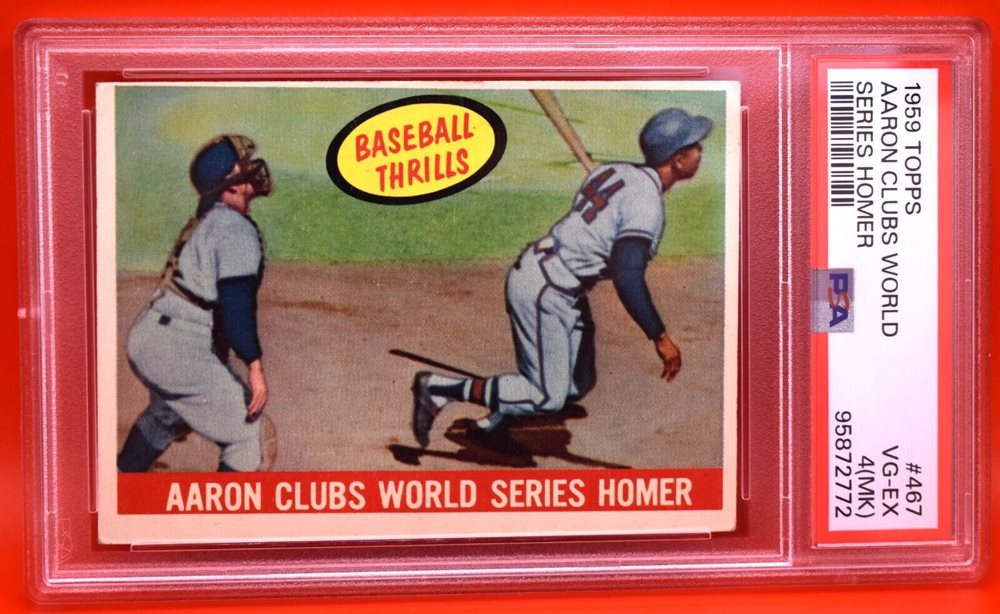 BASEBALL
THRILLS
44
AARON CLUBS WORLD SERIES HOMER
1959 TOPPS
AARON CLUBS WORLD
SERIES HOMER
#467
VG-EX
4(MK)
95872772
PSA